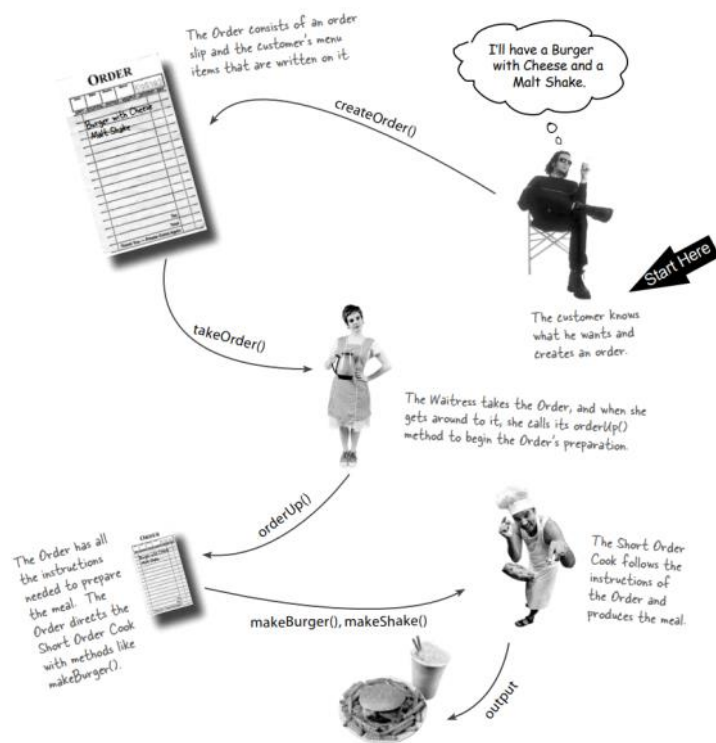 The Order consists of an order
slip and the customer's menu
items that are written on it
I'll have a Burger
with Cheese and a
Malt Shake.
ORDER
Burger with Cheese
Malt Shake
createOrder()
Start Here
The customer knows
what he wants and
creates an order.
takeOrder()
The Waitress takes the Order, and when she
gets around to it, she calls its orderUp()
method to begin the Order's preparation.
orderUp()
The Order has all
the instructions
needed to prepare
the meal. The
Order directs the
Short Order Cook
with methods like
makeBurger().
ORDER
makeBurger(), makeShake()
The Short Order
Cook follows the
instructions of
the Order and
produces the meal.
output